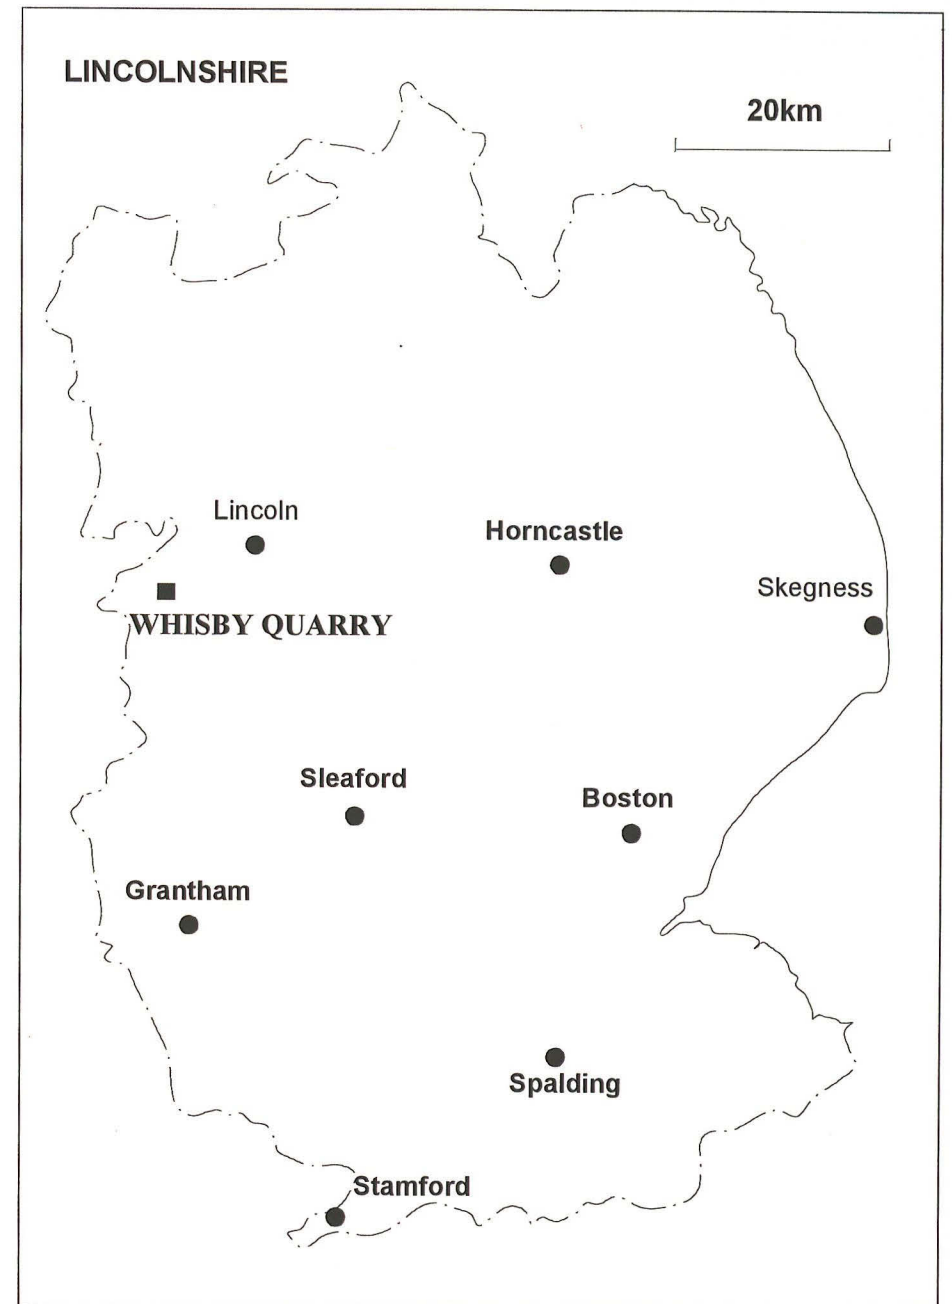 LINCOLNSHIRE
20km
Lincoln
Horncastle
Skegness
WHISBY QUARRY
Sleaford
Boston
Grantham
Spalding
Stamford